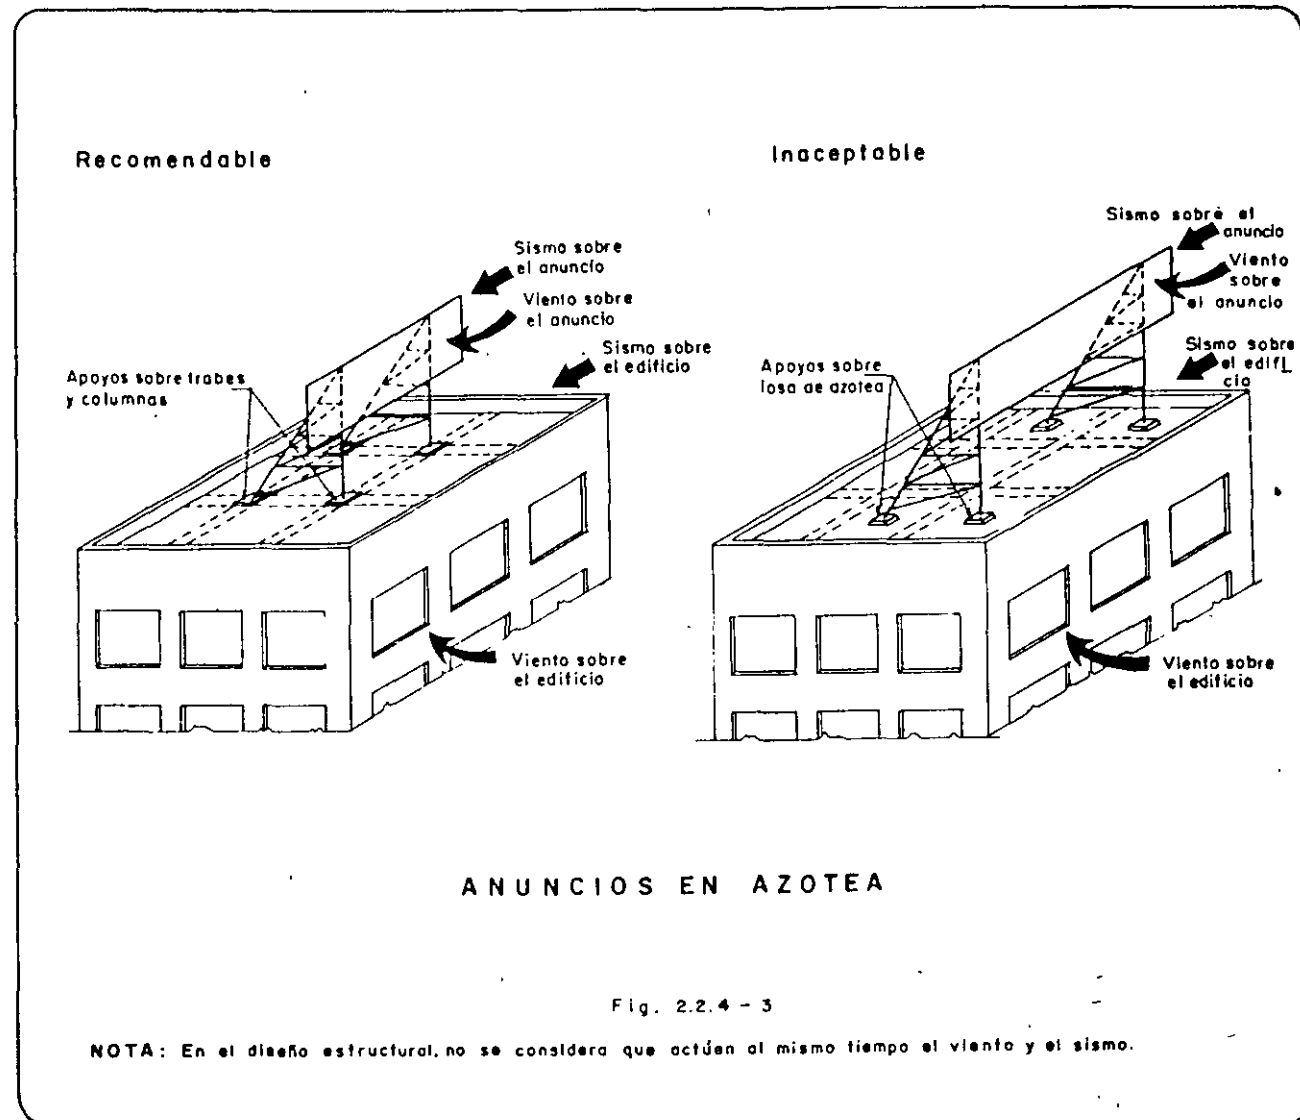 Recomendable
Sismo sobre
el anuncio
Viento sobre
el anuncio
Sismo sobre
el edificio
Apoyos sobre trabes
y columnas
Viento sobre
el edificio
Inaceptable
Sismo sobre el
anuncio
Viento
sobre
el anuncio
Sismo sobre
el edifi_
cio
Apoyos sobre
losa de azotea
Viento sobre
el edificio
ANUNCIOS EN AZOTEA
Fig. 2.2.4 - 3
NOTA: En el diseño estructural, no se considera que actúen al mismo tiempo el viento y el sismo.